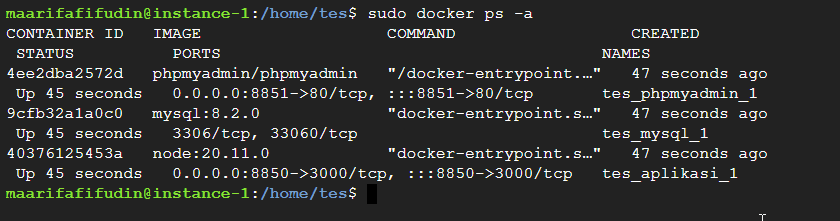 maarifafifudin@instance-1:/home/tes$ sudo docker ps -a
CONTAINER ID   IMAGE                   COMMAND                  CREATED
 STATUS          PORTS                                         NAMES
4ee2dba2572d   phpmyadmin/phpmyadmin   "/docker-entrypoint.…"   47 seconds ago
 Up 45 seconds   0.0.0.0:8851->80/tcp, :::8851->80/tcp         tes_phpmyadmin_1
9cfb32a1a0c0   mysql:8.2.0             "docker-entrypoint.s…"   47 seconds ago
 Up 45 seconds   3306/tcp, 33060/tcp                           tes_mysql_1
40376125453a   node:20.11.0            "docker-entrypoint.s…"   47 seconds ago
 Up 45 seconds   0.0.0.0:8850->3000/tcp, :::8850->3000/tcp     tes_aplikasi_1
maarifafifudin@instance-1:/home/tes$